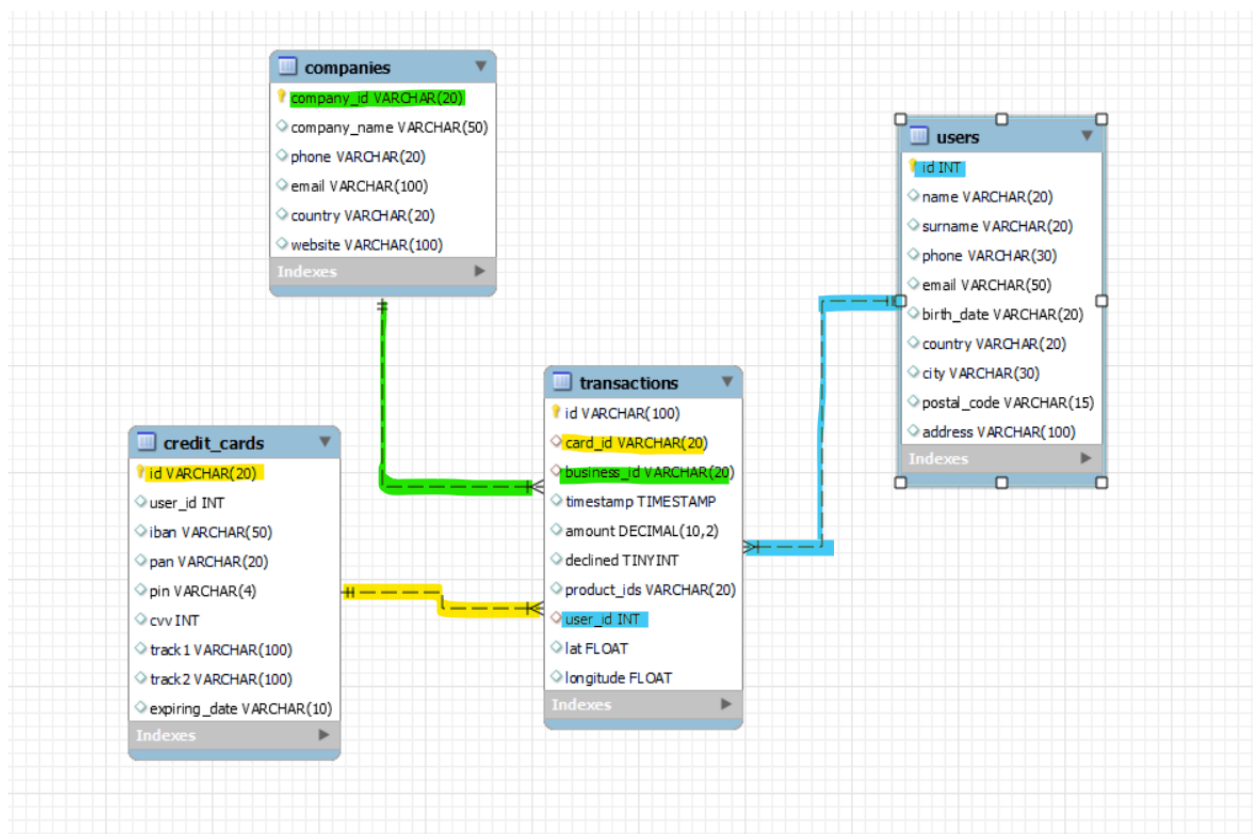 companies
company_id VARCHAR(20)
company_name VARCHAR(50)
phone VARCHAR(20)
email VARCHAR(100)
country VARCHAR(20)
website VARCHAR(100)
Indexes
users
id INT
name VARCHAR(20)
surname VARCHAR(20)
phone VARCHAR(30)
email VARCHAR(50)
birth_date VARCHAR(20)
country VARCHAR(20)
city VARCHAR(30)
postal_code VARCHAR(15)
address VARCHAR(100)
Indexes
transactions
id VARCHAR(100)
card_id VARCHAR(20)
business_id VARCHAR(20)
timestamp TIMESTAMP
amount DECIMAL(10,2)
declined TINYINT
product_ids VARCHAR(20)
user_id INT
lat FLOAT
longitude FLOAT
Indexes
credit_cards
id VARCHAR(20)
user_id INT
iban VARCHAR(50)
pan VARCHAR(20)
pin VARCHAR(4)
cvv INT
track1 VARCHAR(100)
track2 VARCHAR(100)
expiring_date VARCHAR(10)
Indexes